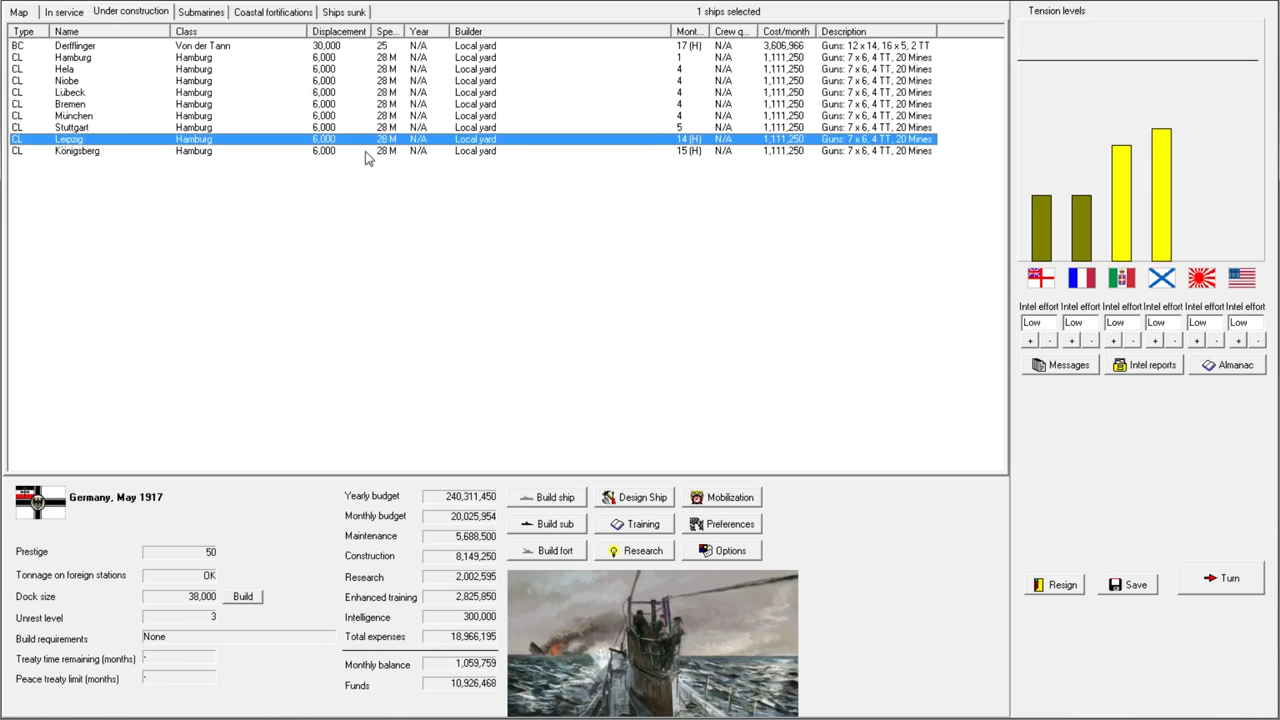 Map In service Under construction Submarines Coastal fortifications Ships sunk 1 ships selected Tension levels
Type Name Class Displacement Spe... Year Builder Mont... Crew q... Cost/month Description
BC Derfflinger Von der Tann 30,000 25 N/A Local yard 17 (H) N/A 3,606,966 Guns: 12 x 14, 16 x 5, 2 TT
CL Hamburg Hamburg 6,000 28 M N/A Local yard 1 N/A 1,111,250 Guns: 7 x 6, 4 TT, 20 Mines
CL Hela Hamburg 6,000 28 M N/A Local yard 4 N/A 1,111,250 Guns: 7 x 6, 4 TT, 20 Mines
CL Niobe Hamburg 6,000 28 M N/A Local yard 4 N/A 1,111,250 Guns: 7 x 6, 4 TT, 20 Mines
CL Lübeck Hamburg 6,000 28 M N/A Local yard 4 N/A 1,111,250 Guns: 7 x 6, 4 TT, 20 Mines
CL Bremen Hamburg 6,000 28 M N/A Local yard 4 N/A 1,111,250 Guns: 7 x 6, 4 TT, 20 Mines
CL München Hamburg 6,000 28 M N/A Local yard 4 N/A 1,111,250 Guns: 7 x 6, 4 TT, 20 Mines
CL Stuttgart Hamburg 6,000 28 M N/A Local yard 5 N/A 1,111,250 Guns: 7 x 6, 4 TT, 20 Mines
CL Leipzig Hamburg 6,000 28 M N/A Local yard 14 (H) N/A 1,111,250 Guns: 7 x 6, 4 TT, 20 Mines
CL Königsberg Hamburg 6,000 28 M N/A Local yard 15 (H) N/A 1,111,250 Guns: 7 x 6, 4 TT, 20 Mines
Intel effort Intel effort Intel effort Intel effort Intel effort Intel effort
Low Low Low Low Low Low
+ - + - + - + - + - + -
Messages Intel reports Almanac
Germany, May 1917
Prestige 50
Tonnage on foreign stations OK
Dock size 38,000 Build
Unrest level 3
Build requirements None
Treaty time remaining (months) -
Peace treaty limit (months) -
Yearly budget 240,311,450
Monthly budget 20,025,954
Maintenance 5,688,500
Construction 8,149,250
Research 2,002,595
Enhanced training 2,825,850
Intelligence 300,000
Total expenses 18,966,195
Monthly balance 1,059,759
Funds 10,926,468
Build ship Design Ship Mobilization
Build sub Training Preferences
Build fort Research Options
Resign Save Turn